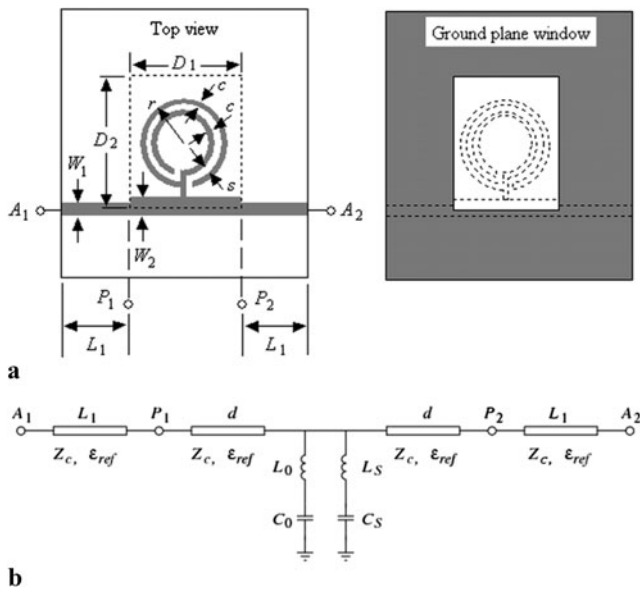 Top view
Ground plane window
D1
c
r
c
D2
W1
s
A1
A2
W2
P1
P2
L1
L1
a
A1 L1 P1 d d P2 L1 A2
Zc, εref Zc, εref L0 LS Zc, εref Zc, εref
C0 CS
b